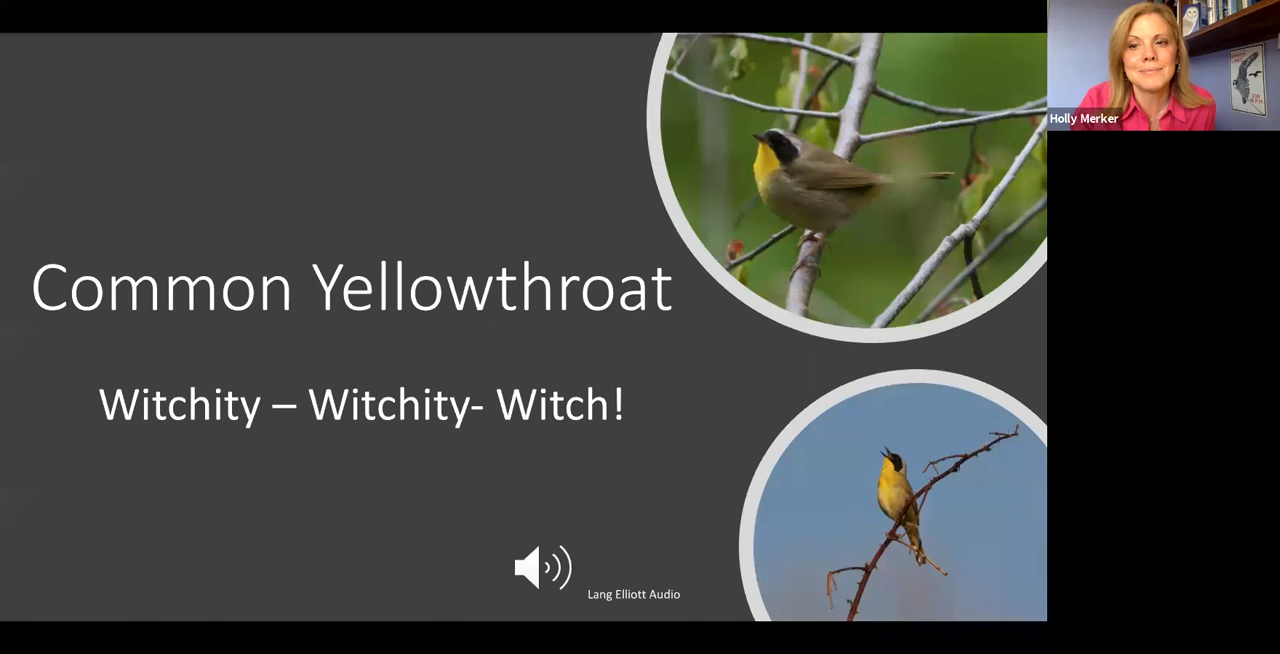 Common Yellowthroat
Witchity – Witchity- Witch!
Lang Elliott Audio
Holly Merker